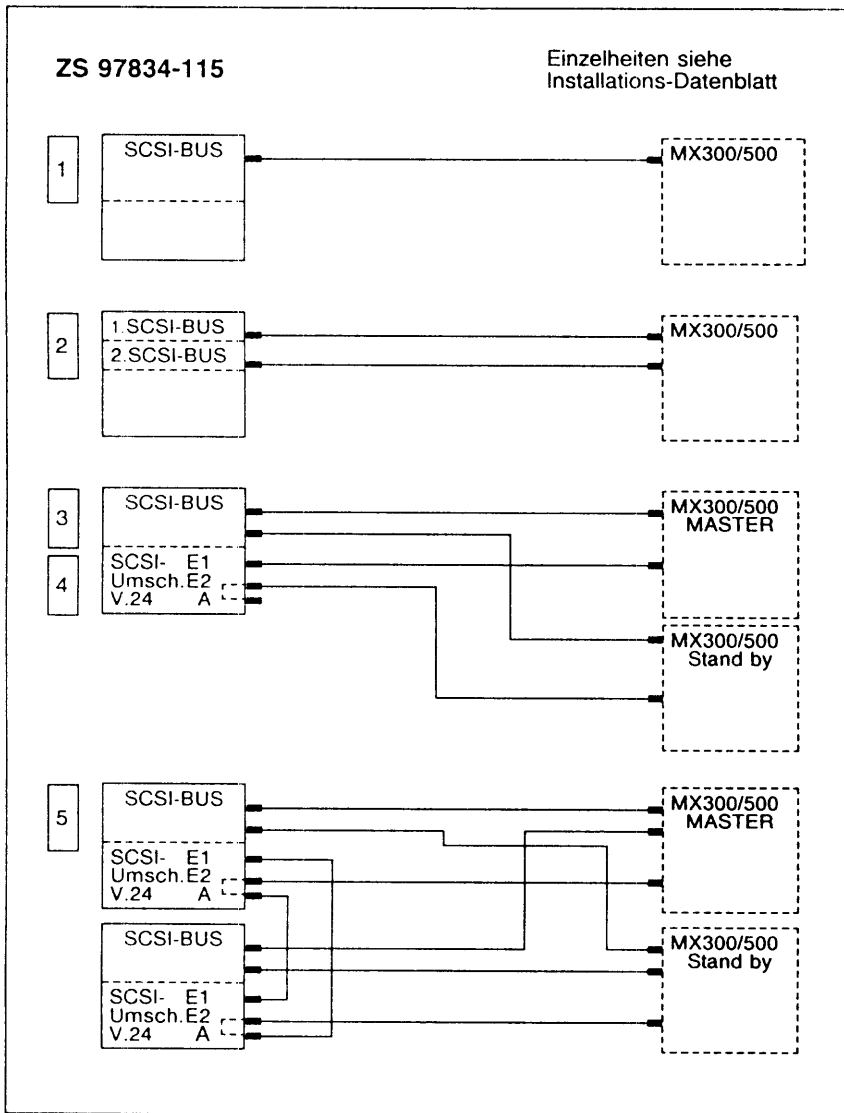 ZS 97834-115
Einzelheiten siehe
Installations-Datenblatt
1
SCSI-BUS
MX300/500
2
1.SCSI-BUS
2.SCSI-BUS
MX300/500
3
SCSI-BUS
MX300/500
MASTER
4
SCSI- E1
Umsch.E2
V.24 A
MX300/500
Stand by
5
SCSI-BUS
MX300/500
MASTER
SCSI- E1
Umsch.E2
V.24 A
SCSI-BUS
MX300/500
Stand by
SCSI- E1
Umsch.E2
V.24 A